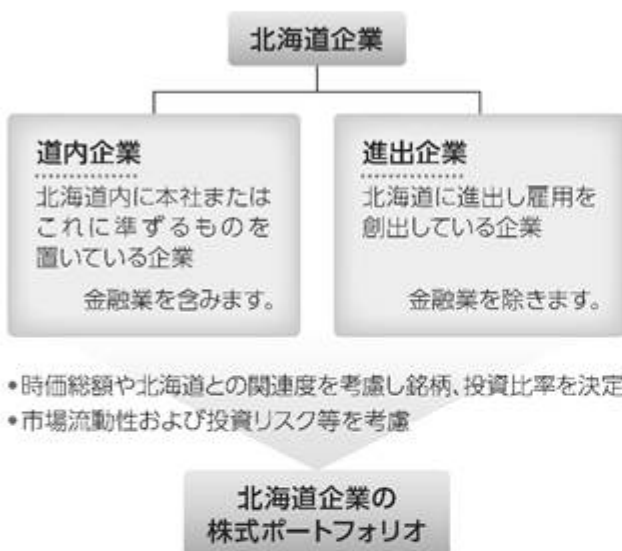 北海道企業
道内企業
北海道内に本社または
これに準ずるものを
置いている企業
金融業を含みます。
進出企業
北海道に進出し雇用を
創出している企業
金融業を除きます。
•時価総額や北海道との関連度を考慮し銘柄、投資比率を決定
•市場流動性および投資リスク等を考慮
北海道企業の
株式ポートフォリオ